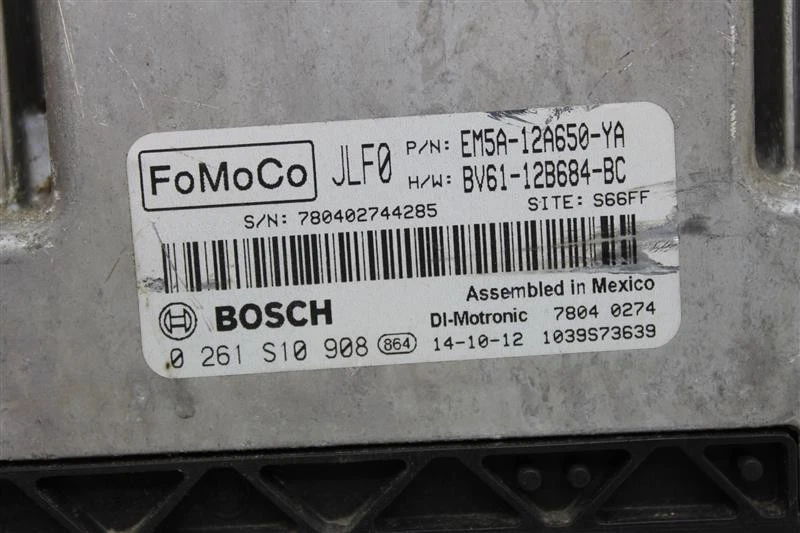 FoMoCo JLF0 P/N: EM5A-12A650-YA
H/W: BV61-12B684-BC
S/N: 780402744285 SITE: S66FF
Assembled in Mexico
BOSCH DI-Motronic 7804 0274
0 261 S10 908 864 14-10-12 1039S73639